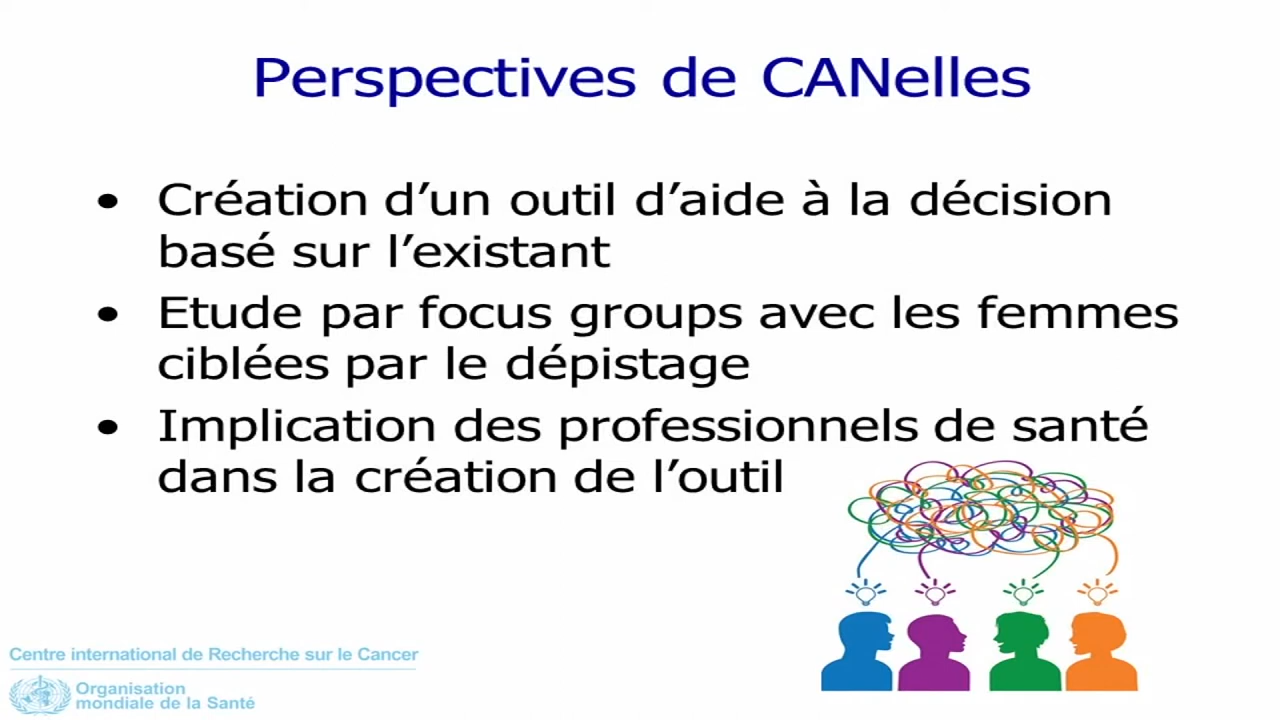 Perspectives de CANelles
• Création d’un outil d’aide à la décision
basé sur l’existant
• Etude par focus groups avec les femmes
ciblées par le dépistage
• Implication des professionnels de santé
dans la création de l’outil
Centre international de Recherche sur le Cancer
Organisation
mondiale de la Santé